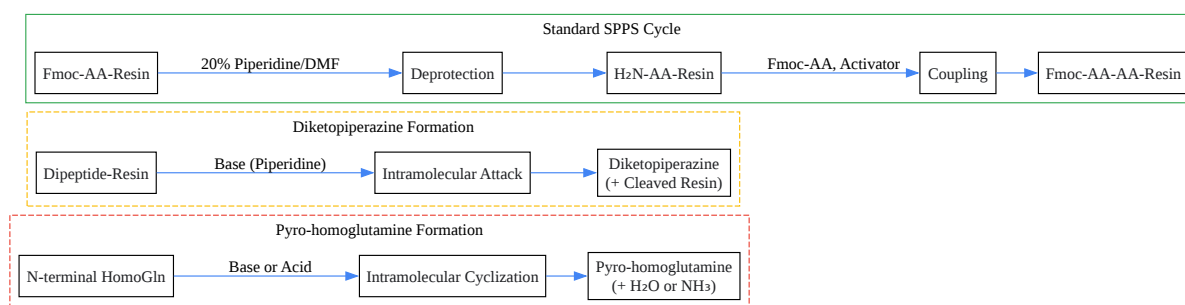 Standard SPPS Cycle
Fmoc-AA-Resin
20% Piperidine/DMF
Deprotection
H₂N-AA-Resin
Fmoc-AA, Activator
Coupling
Fmoc-AA-AA-Resin
Diketopiperazine Formation
Dipeptide-Resin
Base (Piperidine)
Intramolecular Attack
Diketopiperazine
(+ Cleaved Resin)
Pyro-homoglutamine Formation
N-terminal HomoGln
Base or Acid
Intramolecular Cyclization
Pyro-homoglutamine
(+ H₂O or NH₃)